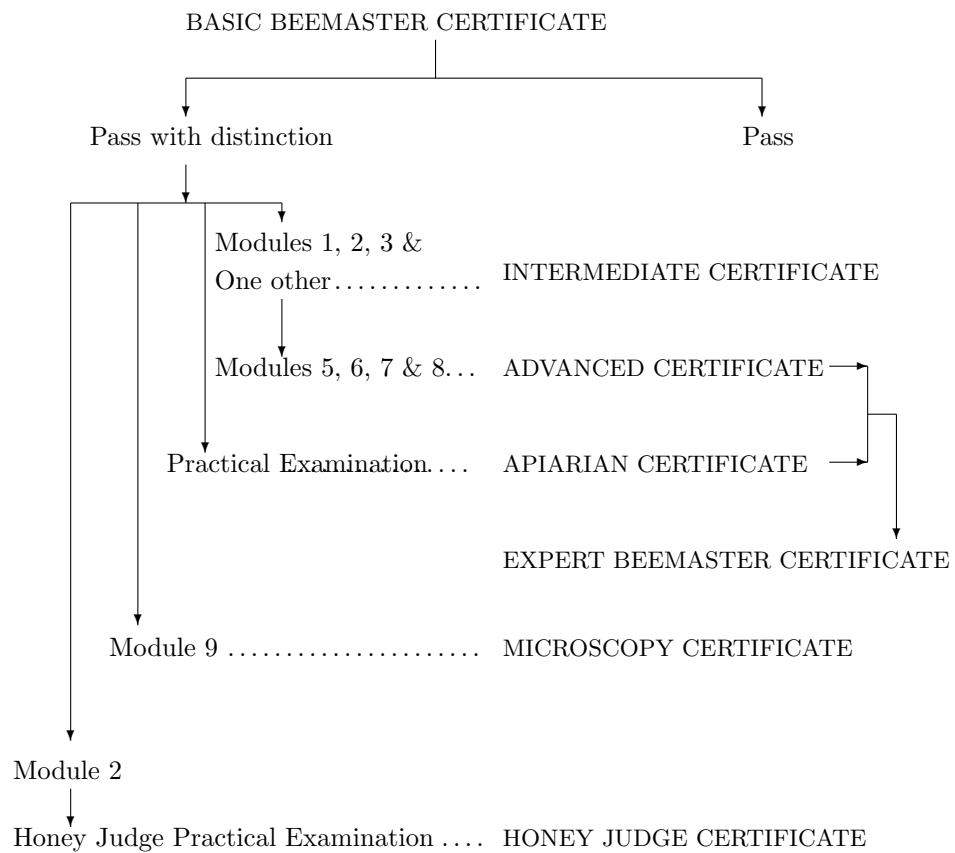 BASIC BEEMASTER CERTIFICATE
Pass with distinction Pass
Modules 1, 2, 3 &
One other............. INTERMEDIATE CERTIFICATE
Modules 5, 6, 7 & 8... ADVANCED CERTIFICATE
Practical Examination.... APIARIAN CERTIFICATE
EXPERT BEEMASTER CERTIFICATE
Module 9 ...................... MICROSCOPY CERTIFICATE
Module 2
Honey Judge Practical Examination .... HONEY JUDGE CERTIFICATE